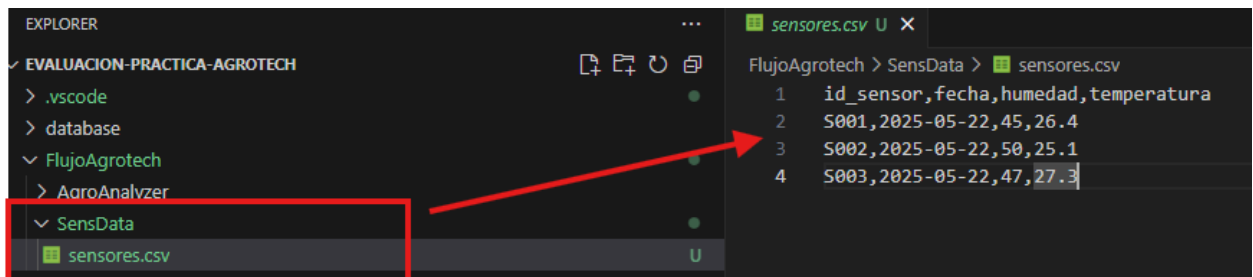 EXPLORER
EVALUACION-PRACTICA-AGROTECH
.vscode
database
FlujoAgrotech
AgroAnalyzer
SensData
sensores.csv U
sensores.csv U
FlujoAgrotech > SensData > sensores.csv
1 id_sensor,fecha,humedad,temperatura
2 S001,2025-05-22,45,26.4
3 S002,2025-05-22,50,25.1
4 S003,2025-05-22,47,27.3